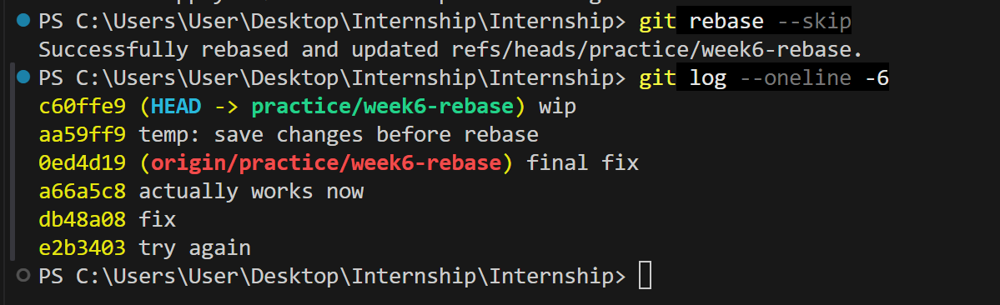 PS C:\Users\User\Desktop\Internship\Internship> git rebase --skip
Successfully rebased and updated refs/heads/practice/week6-rebase.
PS C:\Users\User\Desktop\Internship\Internship> git log --oneline -6
c60ffe9 (HEAD -> practice/week6-rebase) wip
aa59ff9 temp: save changes before rebase
0ed4d19 (origin/practice/week6-rebase) final fix
a66a5c8 actually works now
db48a08 fix
e2b3403 try again
PS C:\Users\User\Desktop\Internship\Internship>